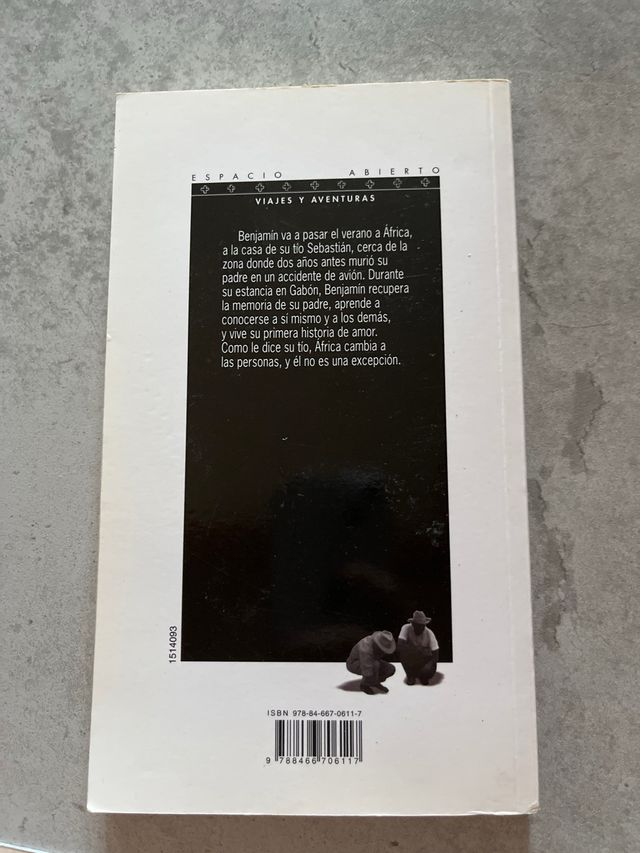 ESPACIO ABIERTO
VIAJES Y AVENTURAS
Benjamín va a pasar el verano a África,
a la casa de su tío Sebastián, cerca de la
zona donde dos años antes murió su
padre en un accidente de avión. Durante
su estancia en Gabón, Benjamín recupera
la memoria de su padre, aprende a
conocerse a sí mismo y a los demás,
y vive su primera historia de amor.
Como le dice su tío, África cambia a
las personas, y él no es una excepción.
1514093
ISBN 978-84-667-0611-7
9 788466 706117